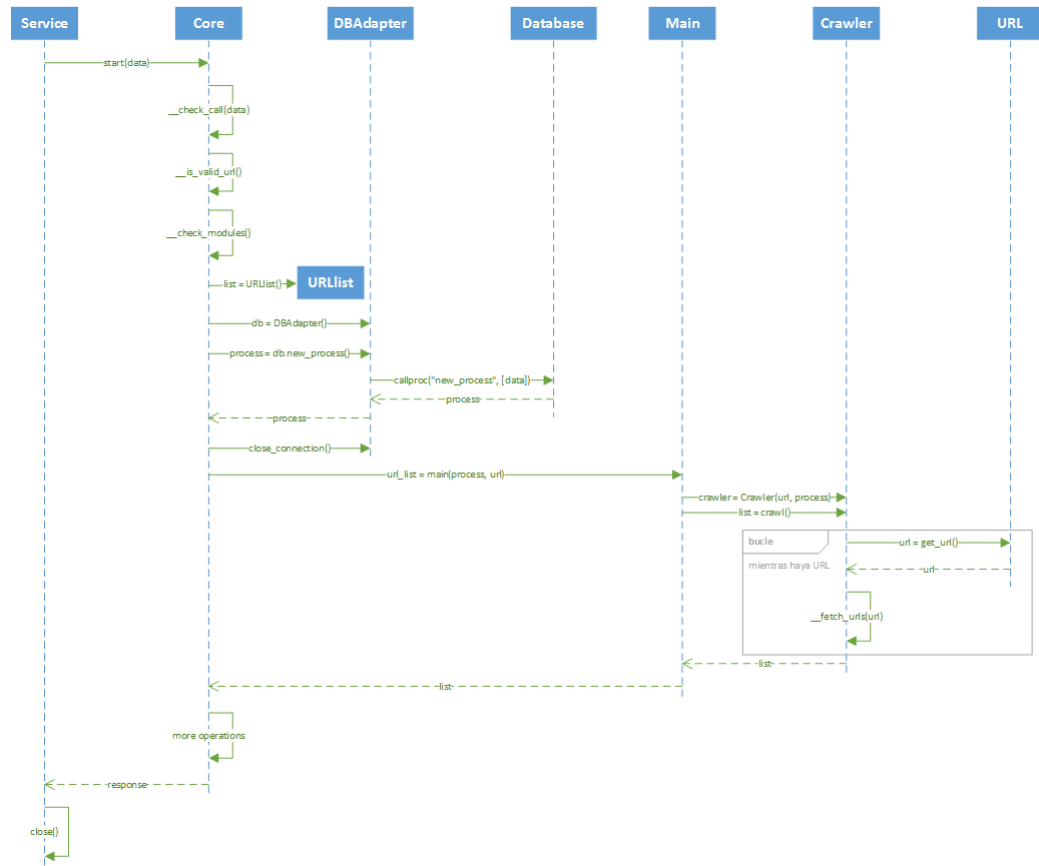 Service Core DBAdapter Database Main Crawler URL
start(data)
__check_call(data)
__is_valid_url()
__check_modules()
list = URLlist()
URLlist
db = DBAdapter()
process= db.new_process()
callproc("new_process", [data])
process
process
close_connection()
url_list = main(process, url)
crawler = Crawler(url, process)
list = crawl()
bucle
url = get_url()
mientras haya URL
url
__fetch_urls(url)
list
list
more operations
response
close()